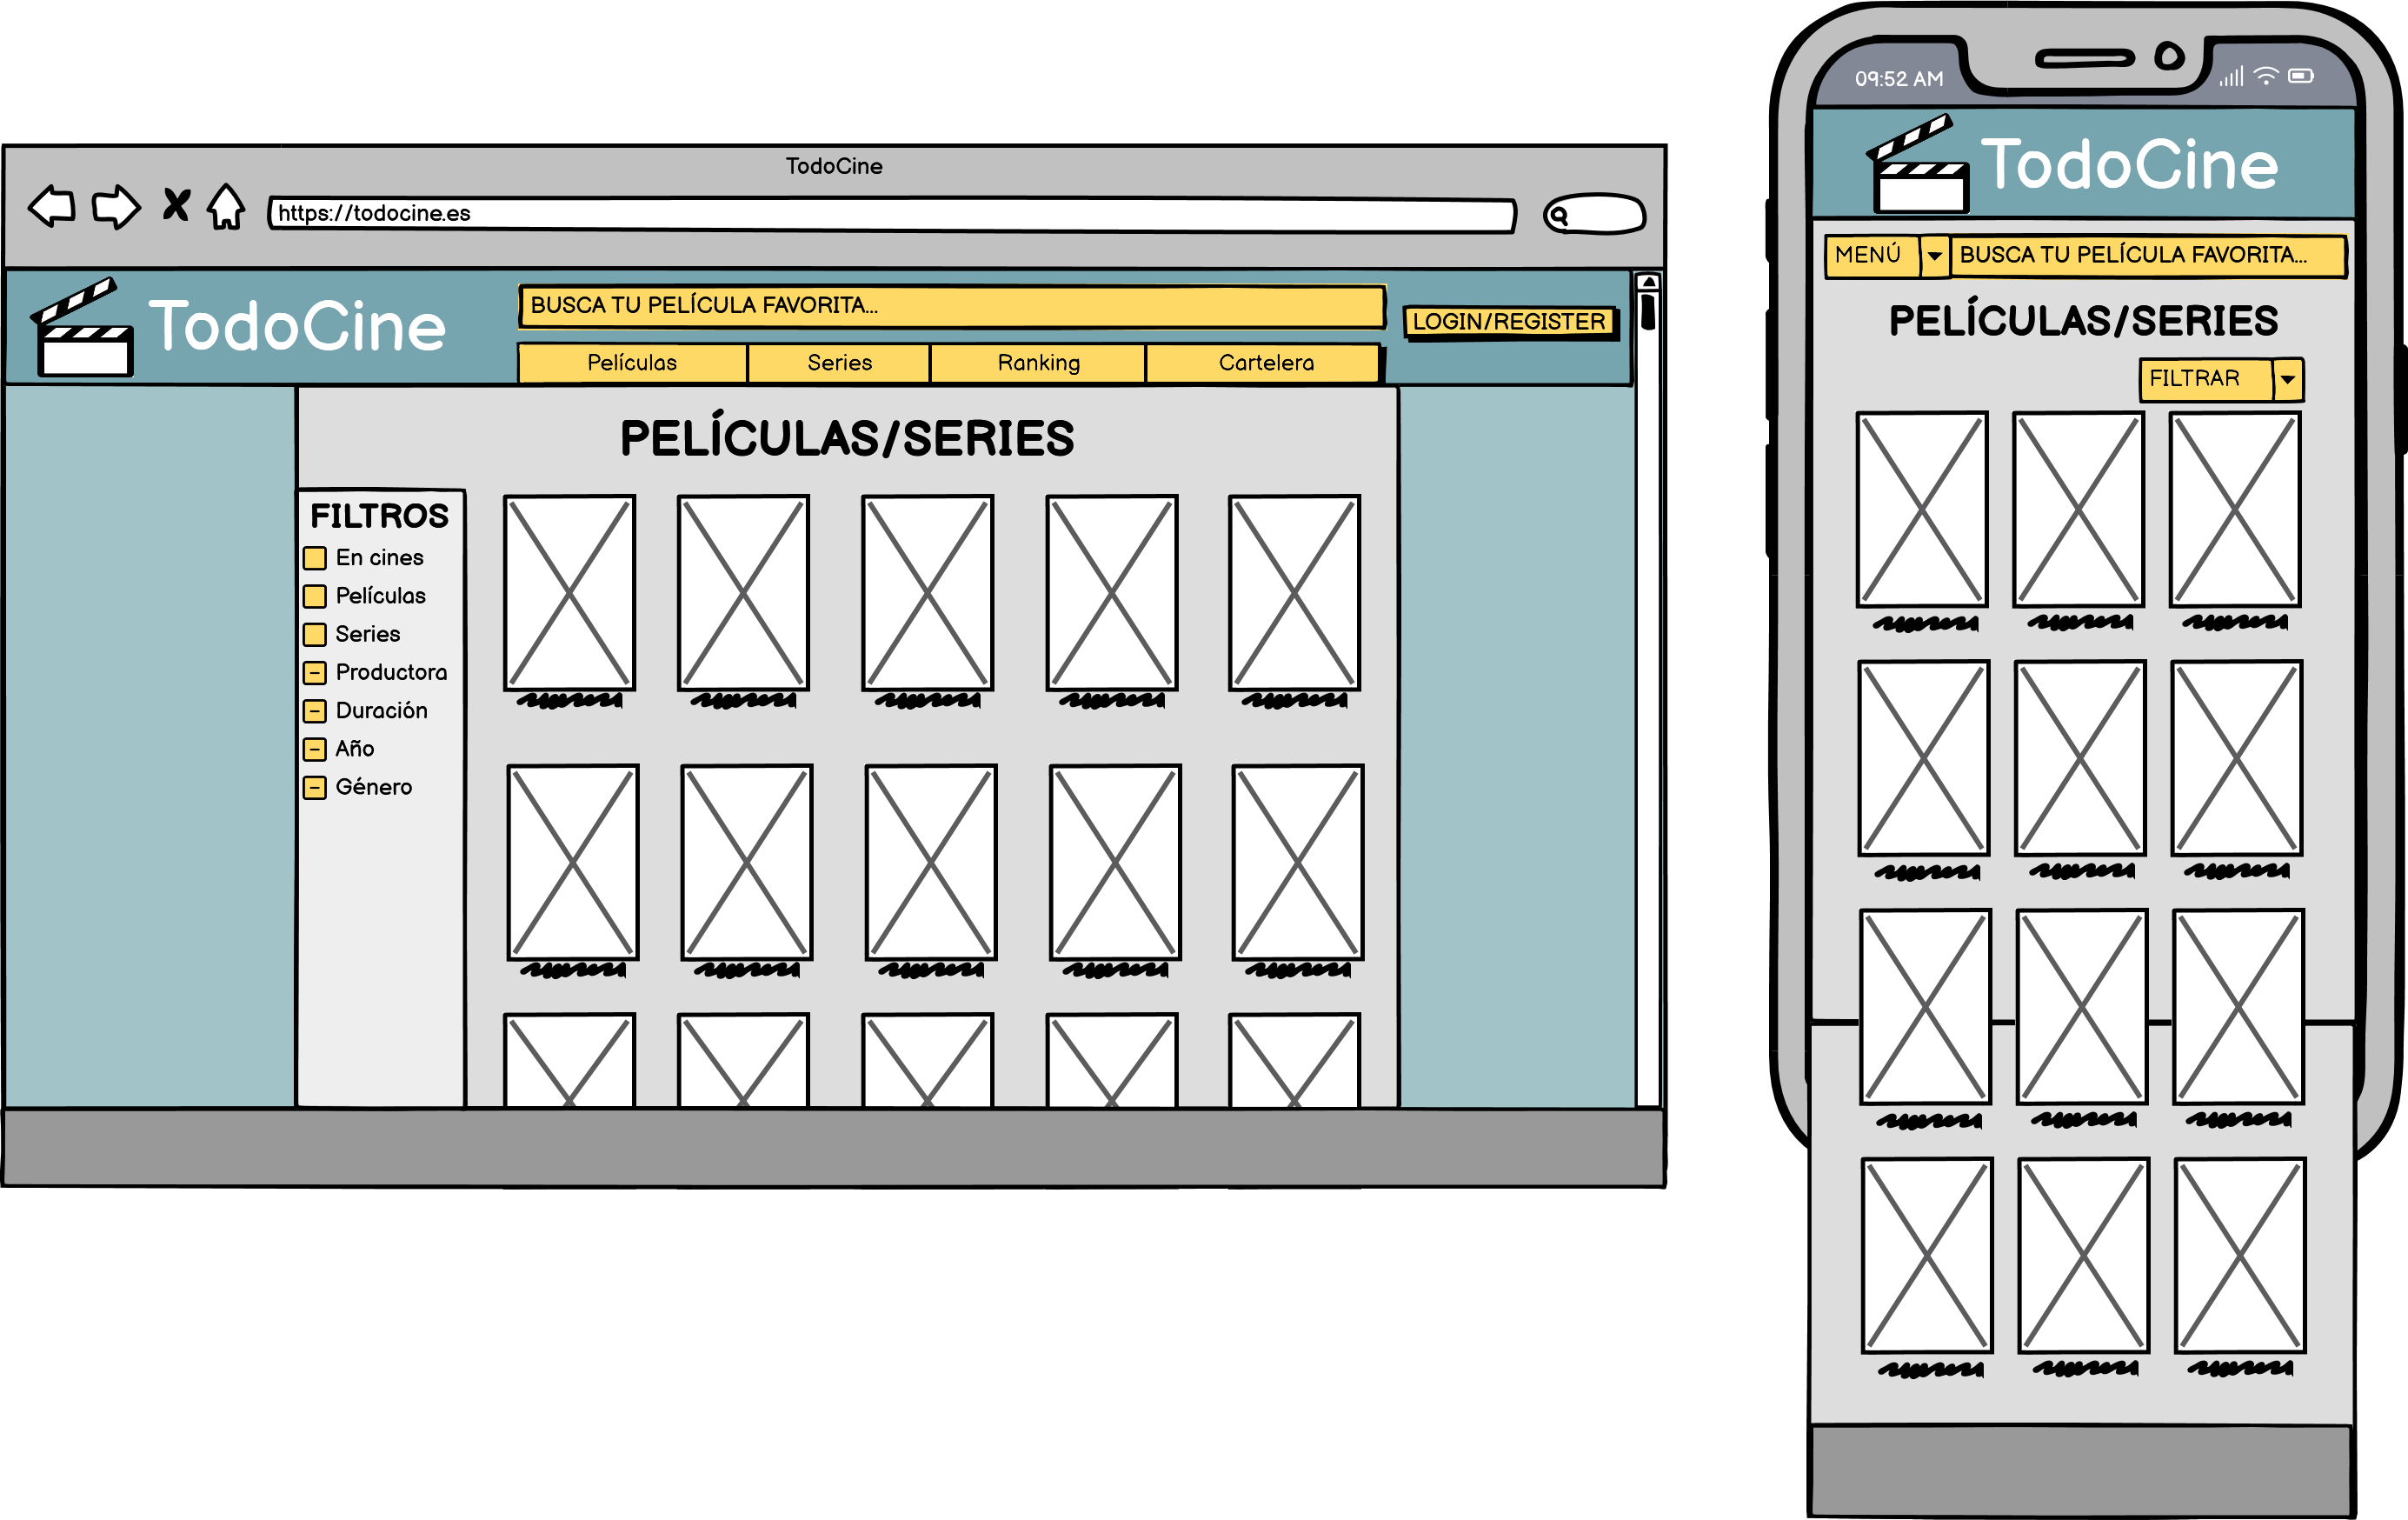 TodoCine
https://todocine.es
TodoCine
BUSCA TU PELÍCULA FAVORITA...
LOGIN/REGISTER
Películas Series Ranking Cartelera
PELÍCULAS/SERIES
FILTROS
En cines
Películas
Series
Productora
Duración
Año
Género
09:52 AM
TodoCine
MENÚ BUSCA TU PELÍCULA FAVORITA...
PELÍCULAS/SERIES
FILTRAR